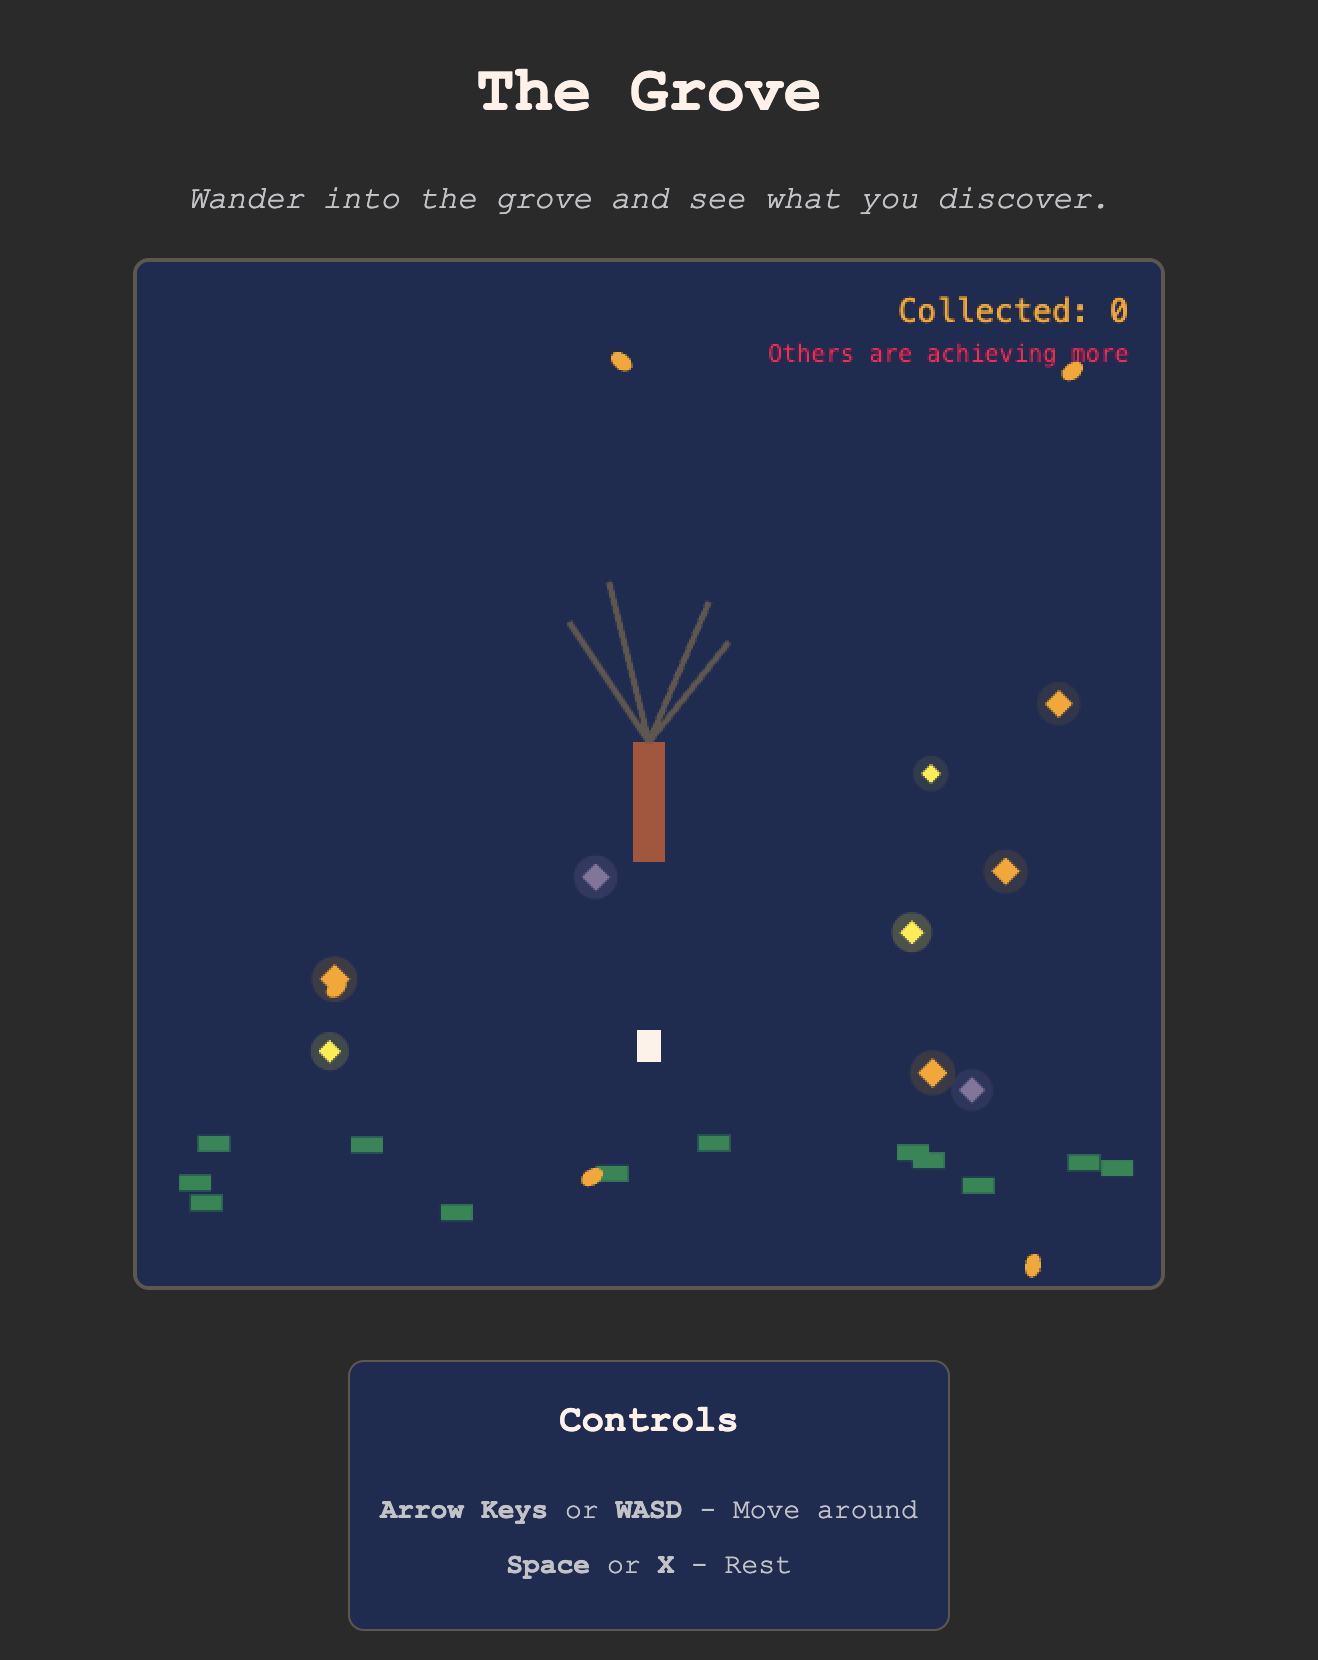 The Grove
Wander into the grove and see what you discover.
Collected: 0
Others are achieving more
Controls
Arrow Keys or WASD - Move around
Space or X - Rest